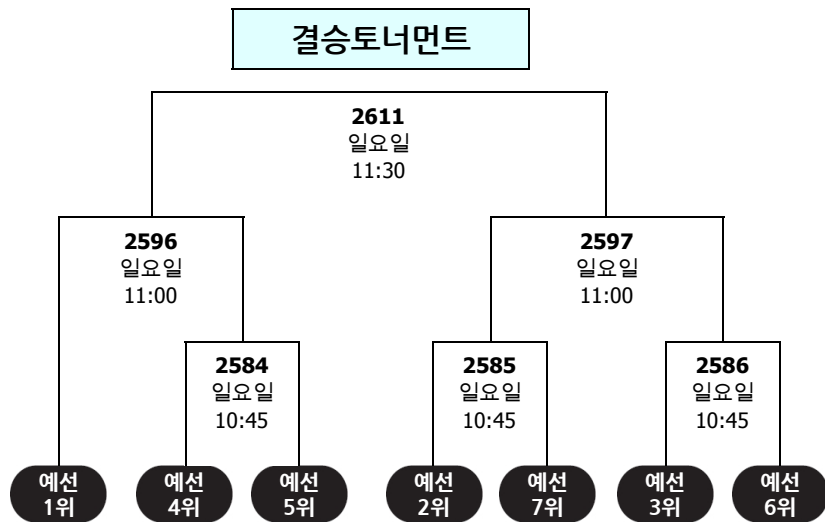 결승토너먼트
2611
일요일
11:30
2596
일요일
11:00
2597
일요일
11:00
2584
일요일
10:45
2585
일요일
10:45
2586
일요일
10:45
예선
1위
예선
4위
예선
5위
예선
2위
예선
7위
예선
3위
예선
6위